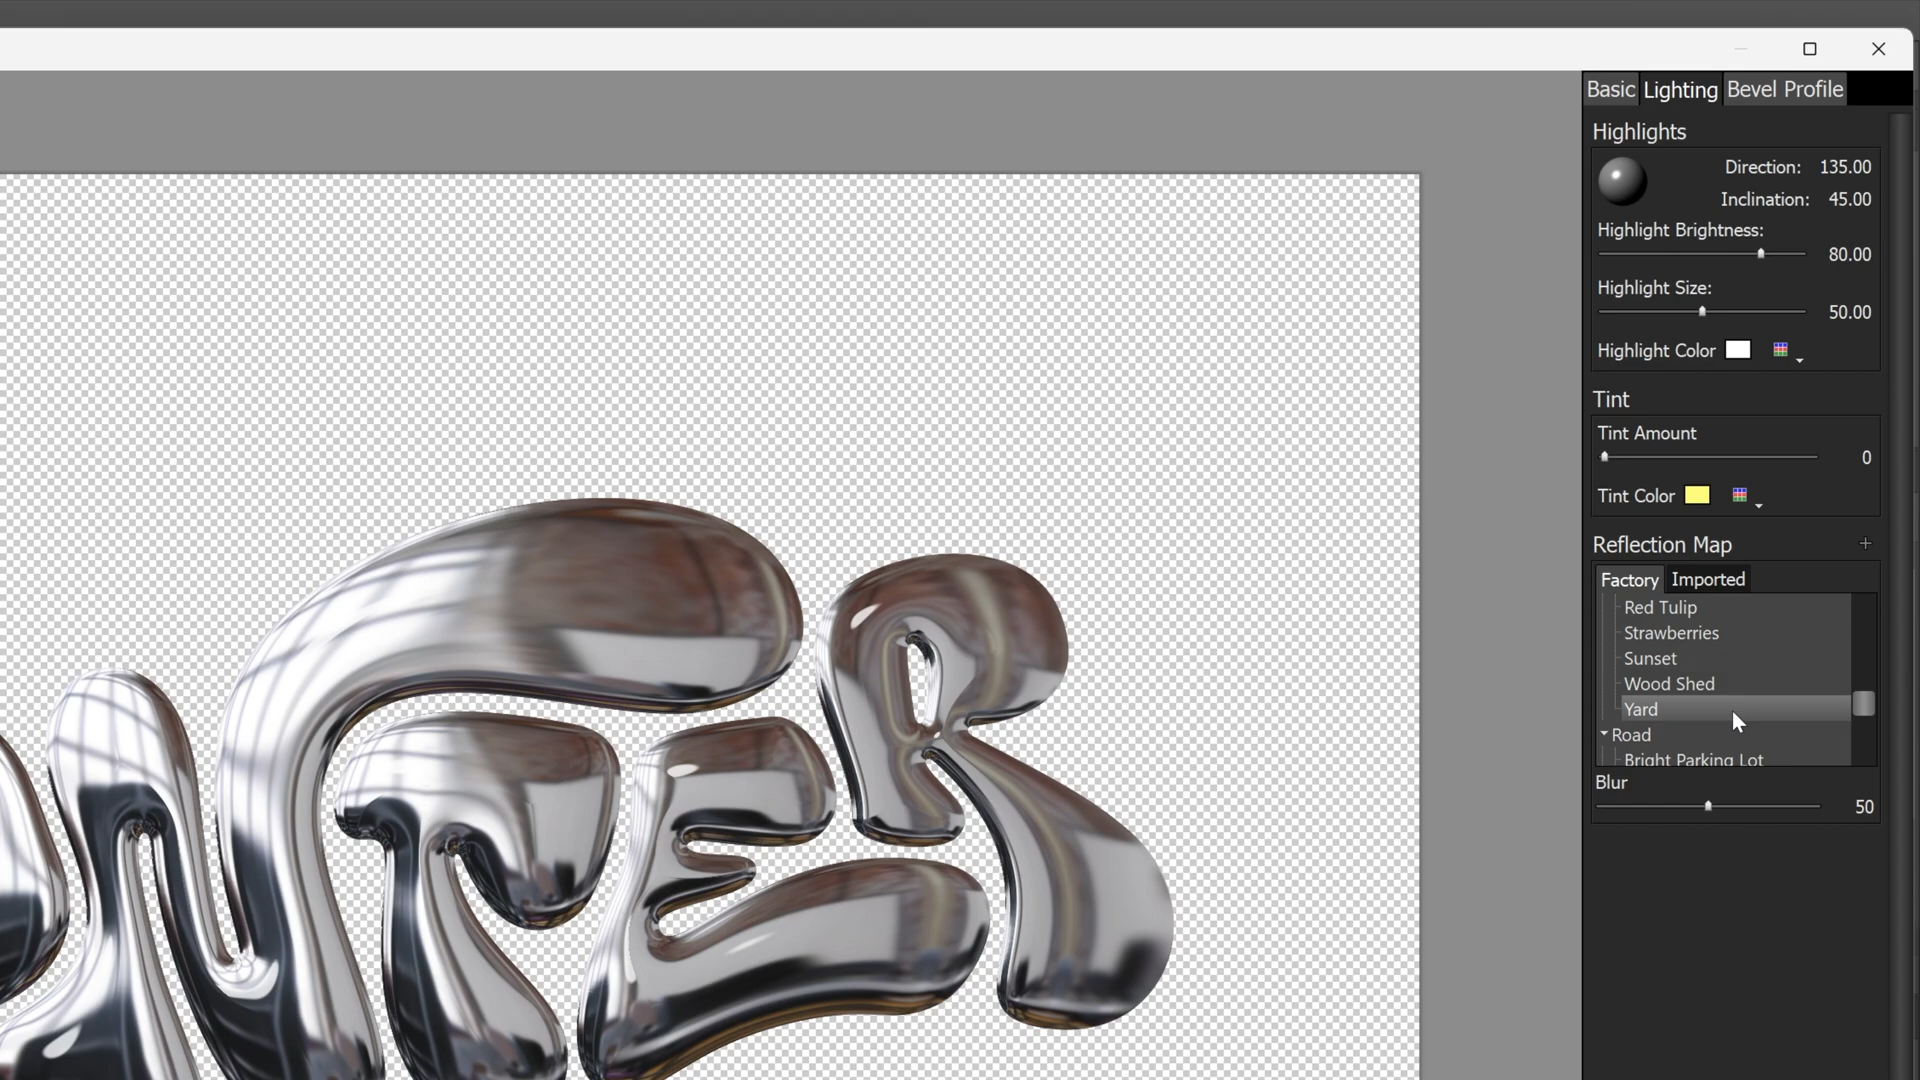 Basic Lighting Bevel Profile
Highlights
Direction: 135.00
Inclination: 45.00
Highlight Brightness:
80.00
Highlight Size:
50.00
Highlight Color
Tint
Tint Amount
0
Tint Color
Reflection Map +
Factory Imported
Red Tulip
Strawberries
Sunset
Wood Shed
Yard
Road
Bright Parking Lot
Blur
50
NTER